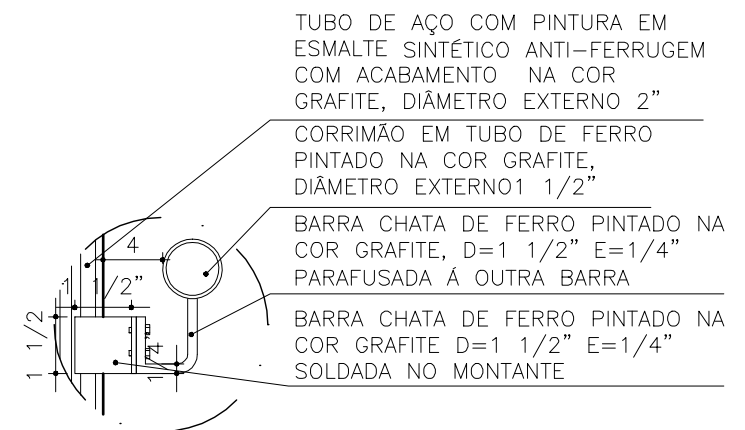 TUBO DE AÇO COM PINTURA EM
ESMALTE SINTÉTICO ANTI-FERRUGEM
COM ACABAMENTO NA COR
GRAFITE, DIÂMETRO EXTERNO 2”
CORRIMÃO EM TUBO DE FERRO
PINTADO NA COR GRAFITE,
DIÂMETRO EXTERNO1 1/2”
BARRA CHATA DE FERRO PINTADO NA
COR GRAFITE, D=1 1/2” E=1/4”
PARAFUSADA Á OUTRA BARRA
BARRA CHATA DE FERRO PINTADO NA
COR GRAFITE D=1 1/2” E=1/4”
SOLDADA NO MONTANTE
4
1 1/2”
1 1/2